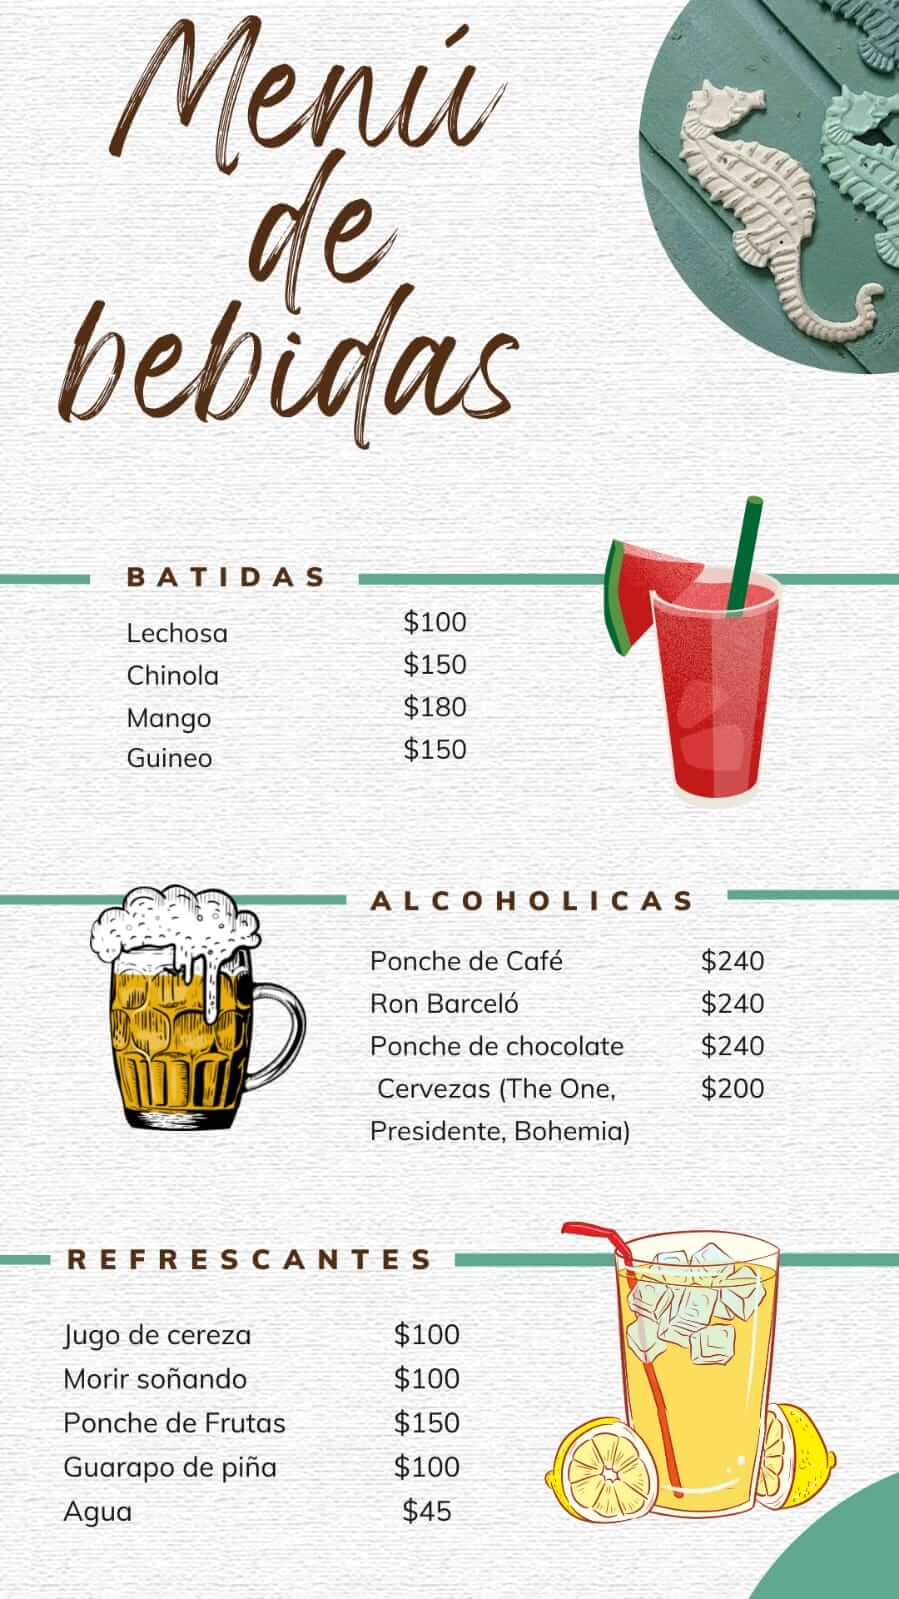 Menú
de
bebidas
BATIDAS
Lechosa $100
Chinola $150
Mango $180
Guineo $150
ALCOHOLICAS
Ponche de Café $240
Ron Barceló $240
Ponche de chocolate $240
Cervezas (The One, $200
Presidente, Bohemia)
REFRESCANTES
Jugo de cereza $100
Morir soñando $100
Ponche de Frutas $150
Guarapo de piña $100
Agua $45